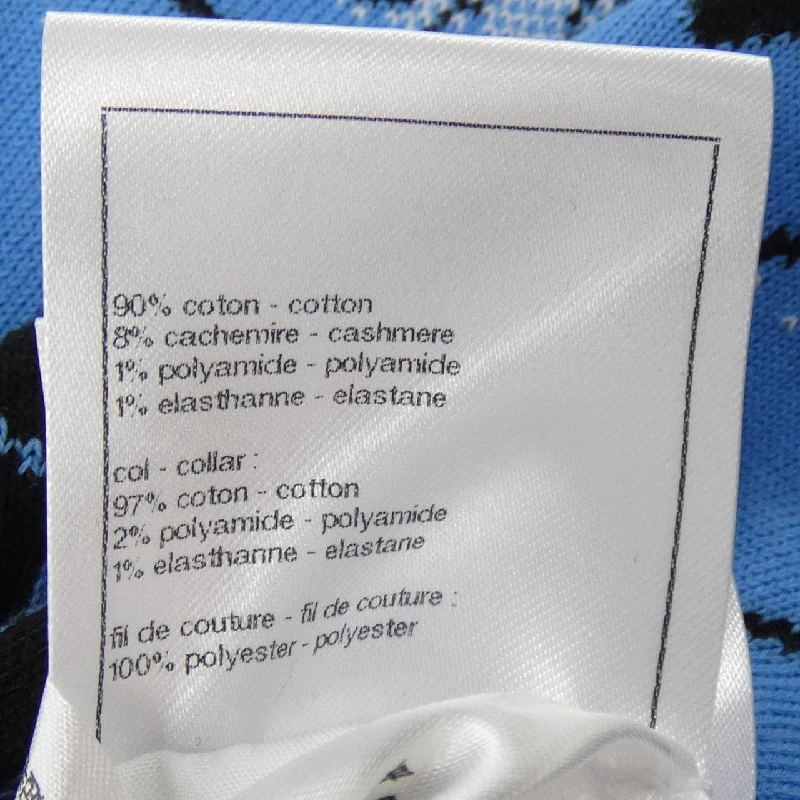 90% coton - cotton
8% cachemire - cashmere
1% polyamide - polyamide
1% elasthanne - elastane
col - collar :
97% coton - cotton
2% polyamide - polyamide
1% elasthanne - elastane
fil de couture - fil de couture :
100% polyester - polyester